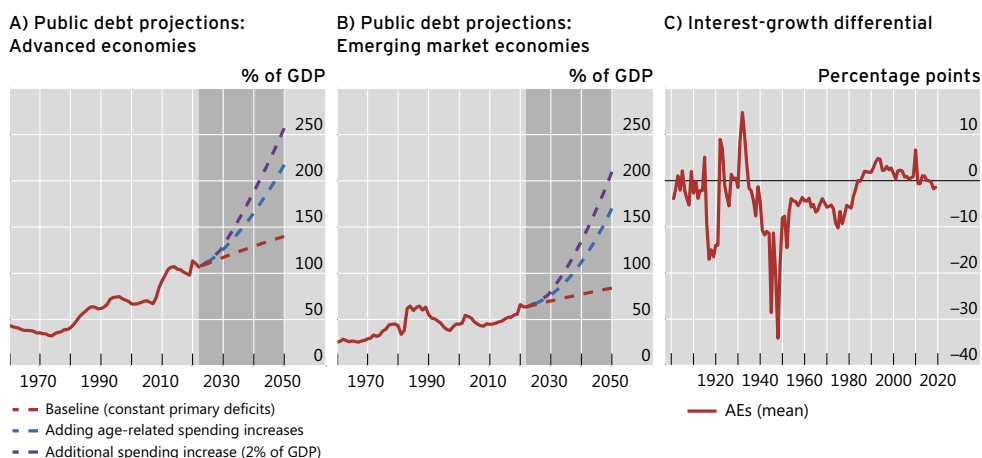 A) Public debt projections:
Advanced economies
% of GDP
250
200
150
100
50
0
1970 1990 2010 2030 2050
B) Public debt projections:
Emerging market economies
% of GDP
250
200
150
100
50
0
1970 1990 2010 2030 2050
C) Interest-growth differential
Percentage points
10
0
−10
−20
−30
−40
1920 1940 1960 1980 2000 2020
Baseline (constant primary deficits)
Adding age-related spending increases
Additional spending increase (2% of GDP)
AEs (mean)